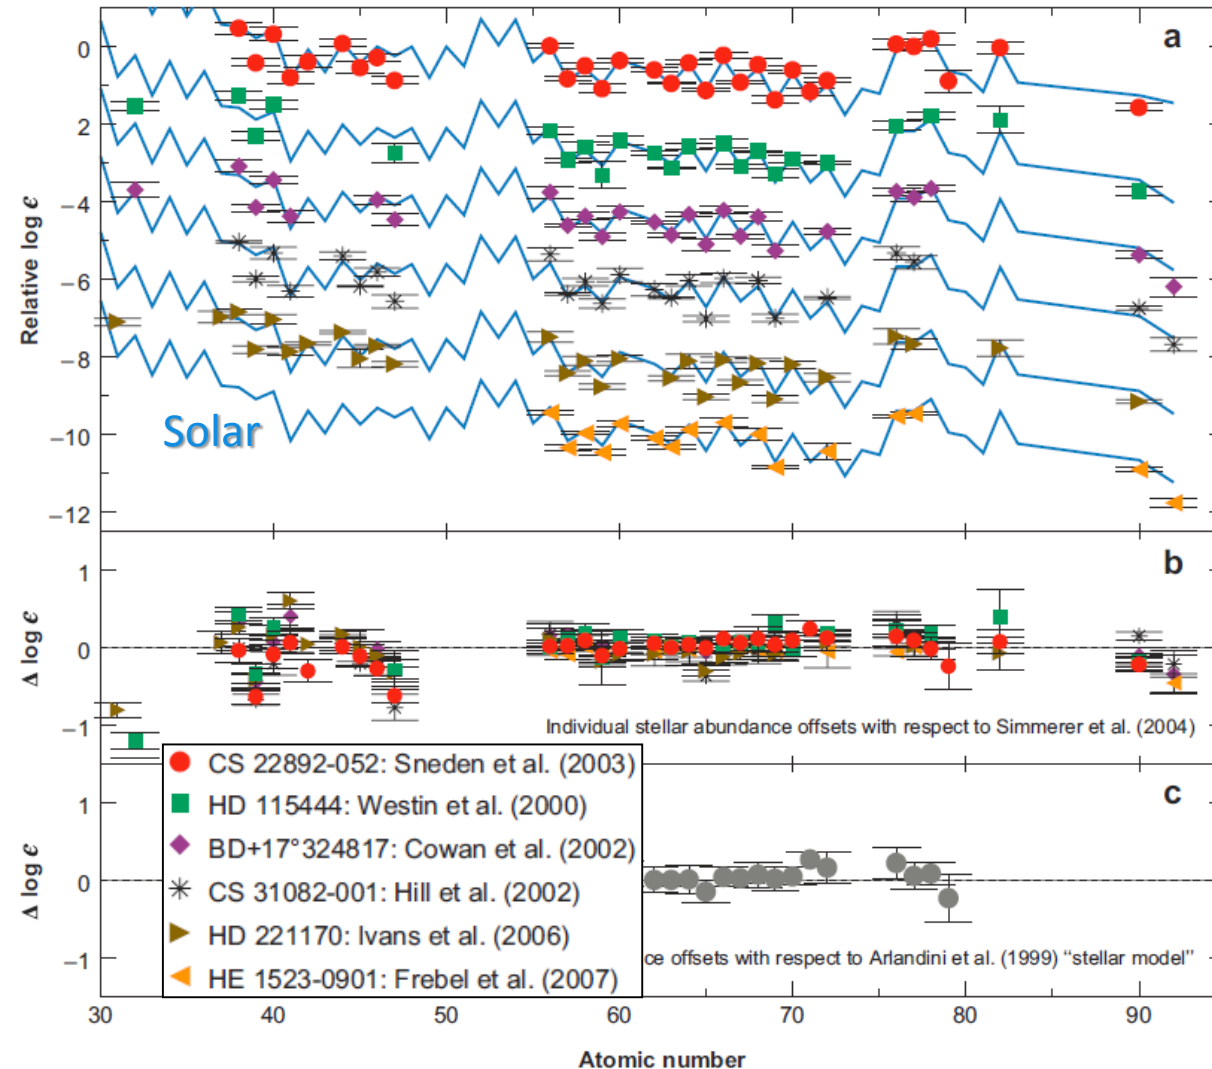 a
0
2
−4
−6
−8
−10
−12
Relative log ϵ
Solar
b
1
0
−1
Δ log ϵ
Individual stellar abundance offsets with respect to Simmerer et al. (2004)
CS 22892-052: Sneden et al. (2003)
HD 115444: Westin et al. (2000)
BD+17°324817: Cowan et al. (2002)
CS 31082-001: Hill et al. (2002)
HD 221170: Ivans et al. (2006)
HE 1523-0901: Frebel et al. (2007)
c
1
0
−1
Δ log ϵ
ce offsets with respect to Arlandini et al. (1999) “stellar model”
30 40 50 60 70 80 90
Atomic number